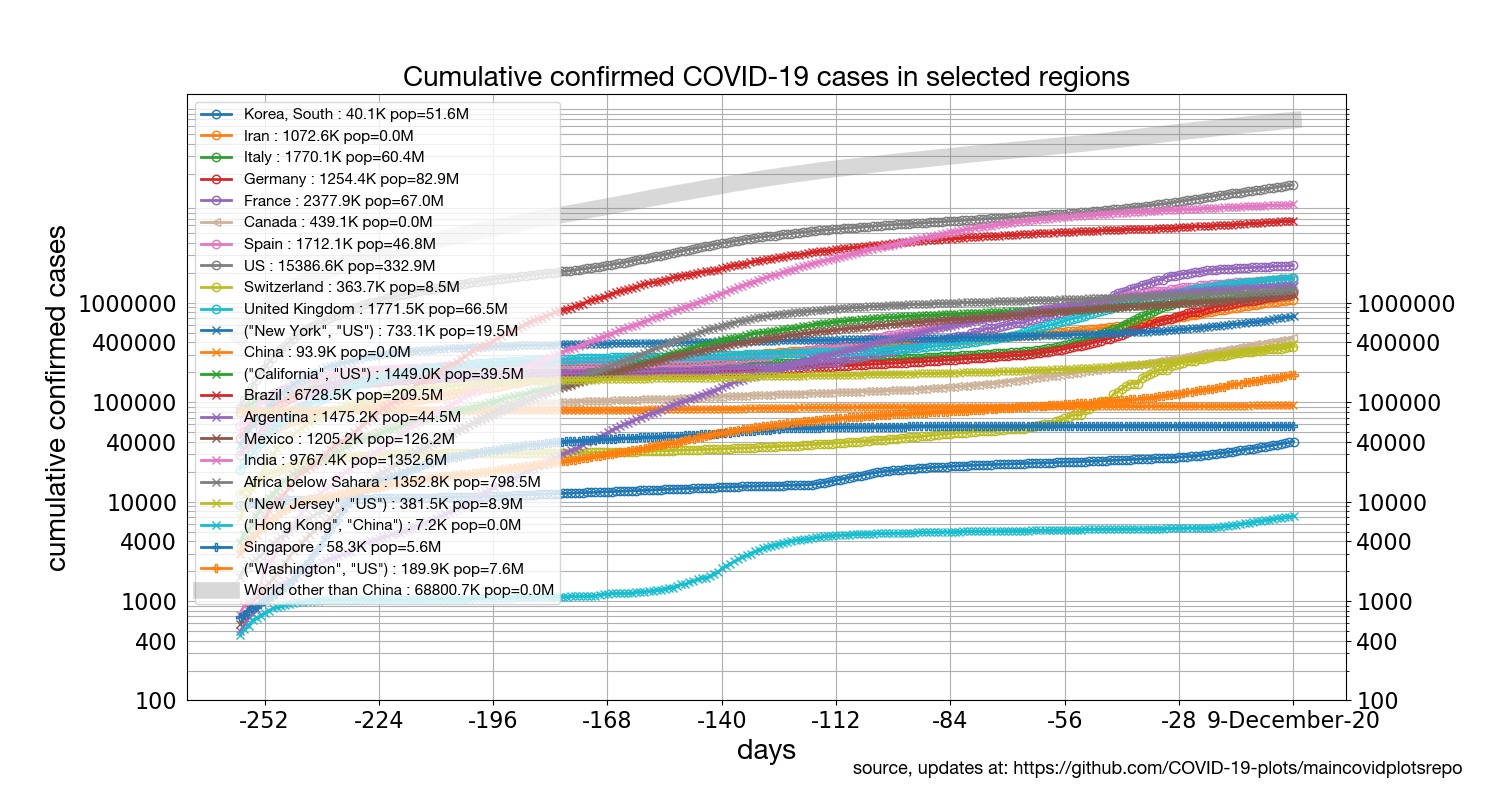 Cumulative confirmed COVID-19 cases in selected regions
Korea, South : 40.1K pop=51.6M
Iran : 1072.6K pop=0.0M
Italy : 1770.1K pop=60.4M
Germany : 1254.4K pop=82.9M
France : 2377.9K pop=67.0M
Canada : 439.1K pop=0.0M
Spain : 1712.1K pop=46.8M
US : 15386.6K pop=332.9M
Switzerland : 363.7K pop=8.5M
United Kingdom : 1771.5K pop=66.5M
("New York", "US") : 733.1K pop=19.5M
China : 93.9K pop=0.0M
("California", "US") : 1449.0K pop=39.5M
Brazil : 6728.5K pop=209.5M
Argentina : 1475.2K pop=44.5M
Mexico : 1205.2K pop=126.2M
India : 9767.4K pop=1352.6M
Africa below Sahara : 1352.8K pop=798.5M
("New Jersey", "US") : 381.5K pop=8.9M
("Hong Kong", "China") : 7.2K pop=0.0M
Singapore : 58.3K pop=5.6M
("Washington", "US") : 189.9K pop=7.6M
World other than China : 68800.7K pop=0.0M
cumulative confirmed cases
1000000
400000
100000
40000
10000
4000
1000
400
100
1000000
400000
100000
40000
10000
4000
1000
400
100
-252 -224 -196 -168 -140 -112 -84 -56 -28 9-December-20
days
source, updates at: https://github.com/COVID-19-plots/maincovidplotsrepo